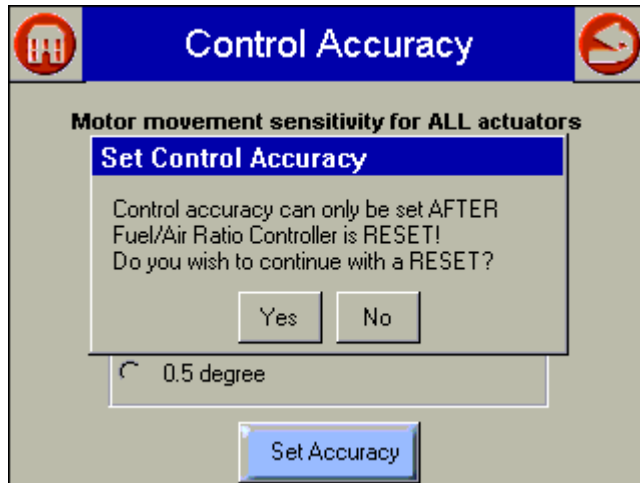 Control Accuracy
Motor movement sensitivity for ALL actuators
Set Control Accuracy
Control accuracy can only be set AFTER
Fuel/Air Ratio Controller is RESET!
Do you wish to continue with a RESET?
Yes No
0.5 degree
Set Accuracy